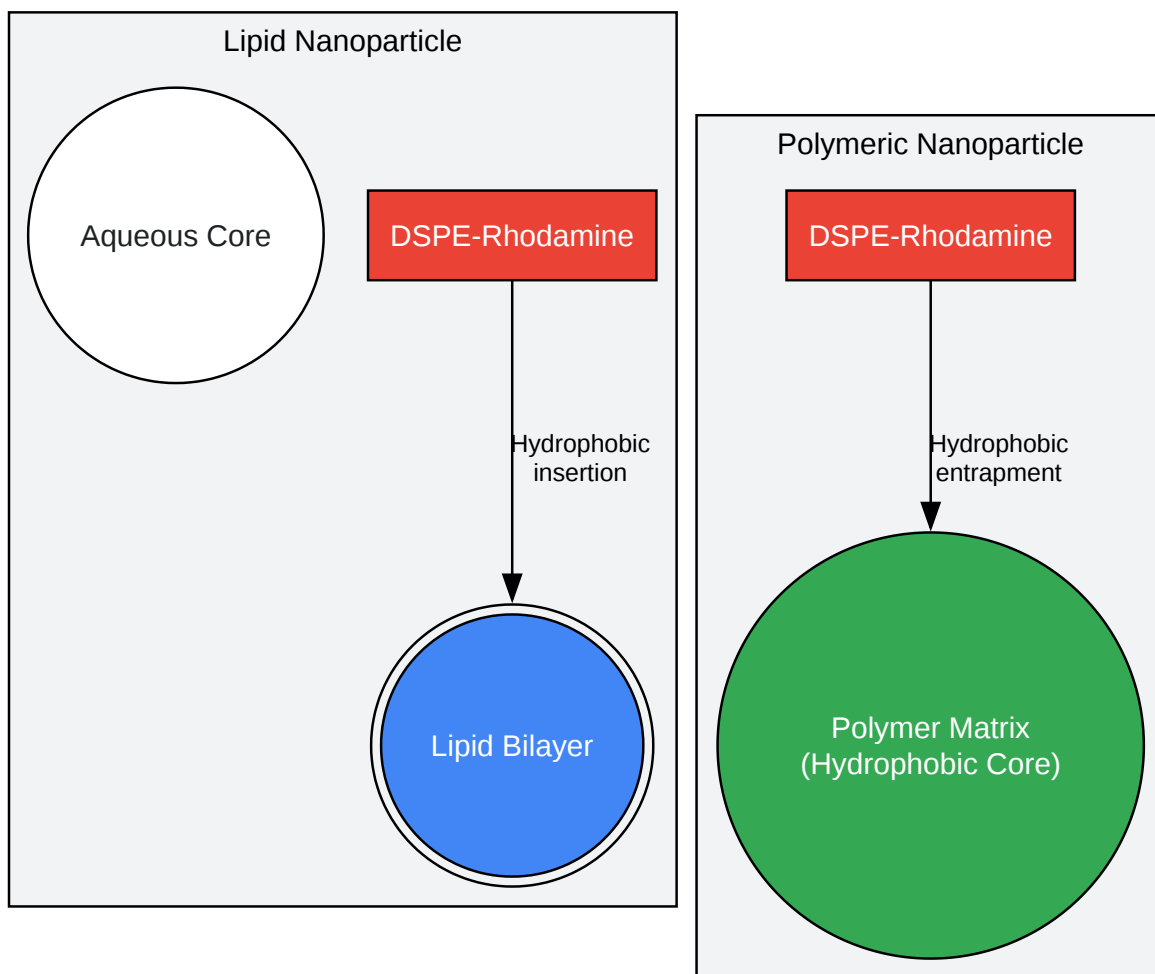 Lipid Nanoparticle
Aqueous Core
DSPE-Rhodamine
Hydrophobic
insertion
Lipid Bilayer
Polymeric Nanoparticle
DSPE-Rhodamine
Hydrophobic
entrapment
Polymer Matrix
(Hydrophobic Core)